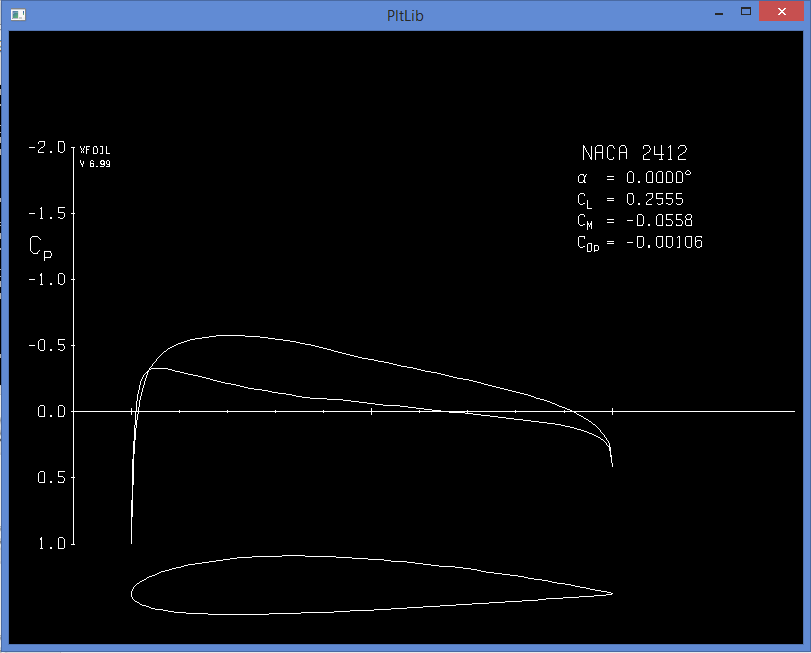 PltLib
-2.0
XFOIL
V 6.99
-1.5
Cp
-1.0
-0.5
0.0
0.5
1.0
NACA 2412
α = 0.0000°
CL = 0.2555
CM = -0.0558
CDp = -0.00106